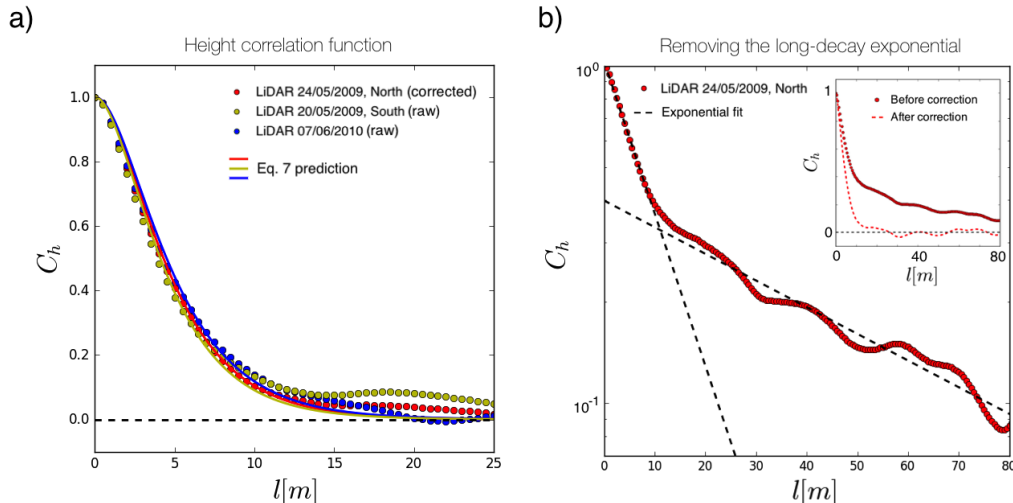 a)
Height correlation function
LiDAR 24/05/2009, North (corrected)
LiDAR 20/05/2009, South (raw)
LiDAR 07/06/2010 (raw)
Eq. 7 prediction
1.0
0.8
0.6
0.4
0.2
0.0
C_h
0 5 10 15 20 25
l[m]
b)
Removing the long-decay exponential
LiDAR 24/05/2009, North
Exponential fit
10^0
10^{-1}
C_h
0 10 20 30 40 50 60 70 80
l[m]
Before correction
After correction
1
0
C_h
0 20 40 60 80
l[m]